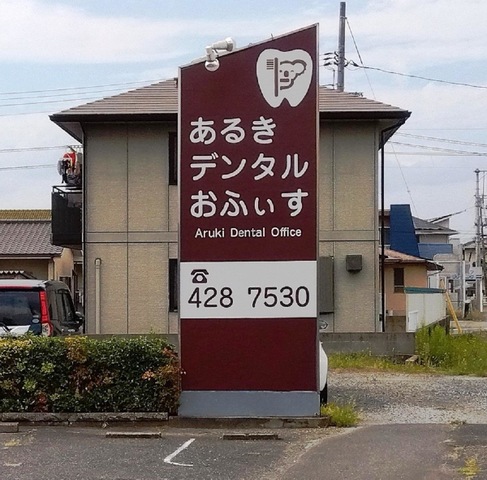 あるき
デンタル
おふぃす
Aruki Dental Office
☎
428 7530